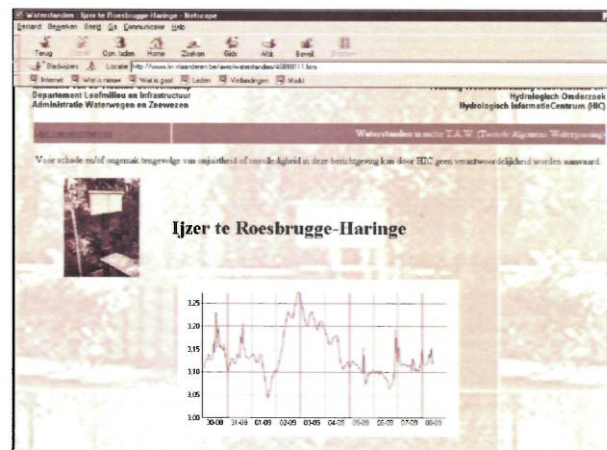 Waterstanden : Ijzer te Roesbrugge-Haringe - Netscape
Bestand Bewerken Beeld Ga Communicator Help
Terug Opn. laden Home Zoeken Gids Afdr. Beveil.
Bladwijzers Locatie
Internet Wat is nieuw Wat is gaaf Leden Verbindingen Markt
Departement Leefmilieu en Infrastructuur
Administratie Waterwegen en Zeewezen
Hydrologisch Onderzoek
Hydrologisch InformatieCentrum (HIC)
Waterstanden in meter T.A.W. (Tweede Algemene Waterpassing)
Voor schade en/of ongemak tengevolge van onjuistheid of onvolledigheid in deze berichtgeving kan door HIC geen verantwoordelijkheid worden aanvaard.
Ijzer te Roesbrugge-Haringe
3,25
3,20
3,15
3,10
3,05
3,00
30-08 31-08 01-09 02-09 03-09 04-09 05-09 06-09 07-09 08-09